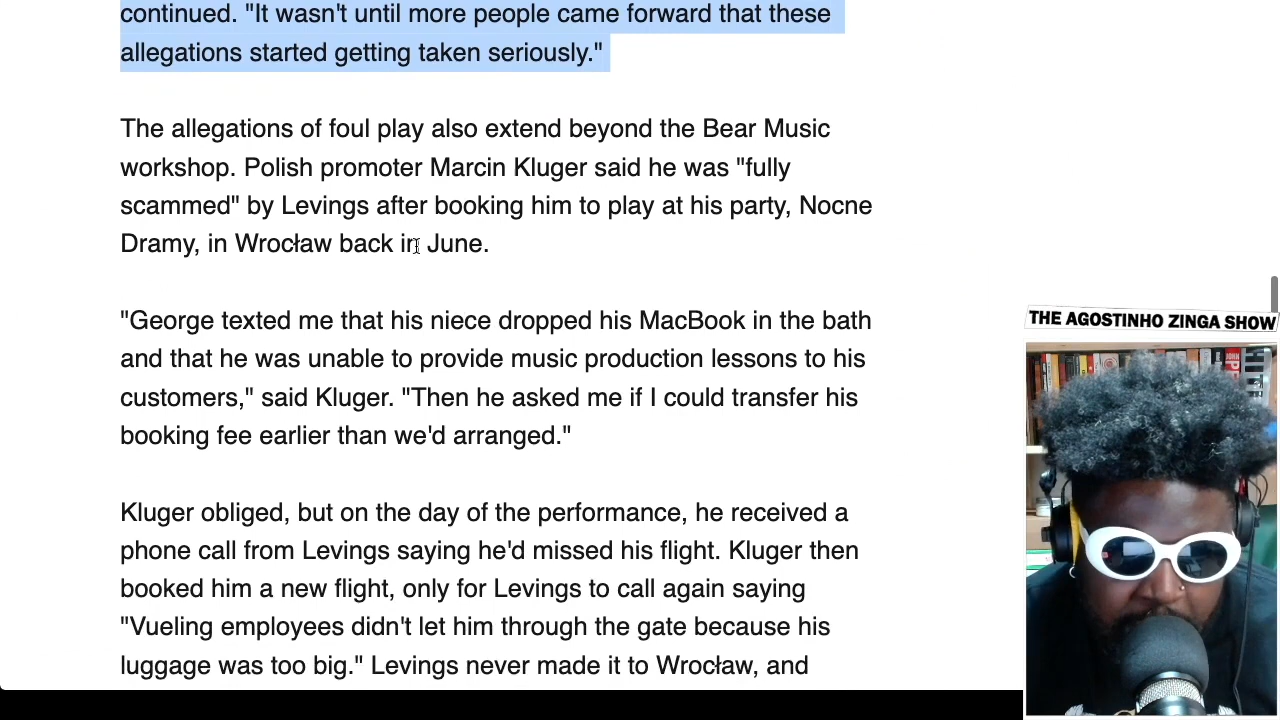 continued. "It wasn't until more people came forward that these
allegations started getting taken seriously."
The allegations of foul play also extend beyond the Bear Music
workshop. Polish promoter Marcin Kluger said he was "fully
scammed" by Levings after booking him to play at his party, Nocne
Dramy, in Wrocław back in June.
"George texted me that his niece dropped his MacBook in the bath
and that he was unable to provide music production lessons to his
customers," said Kluger. "Then he asked me if I could transfer his
booking fee earlier than we'd arranged."
Kluger obliged, but on the day of the performance, he received a
phone call from Levings saying he'd missed his flight. Kluger then
booked him a new flight, only for Levings to call again saying
"Vueling employees didn't let him through the gate because his
luggage was too big." Levings never made it to Wrocław, and
THE AGOSTINHO ZINGA SHOW